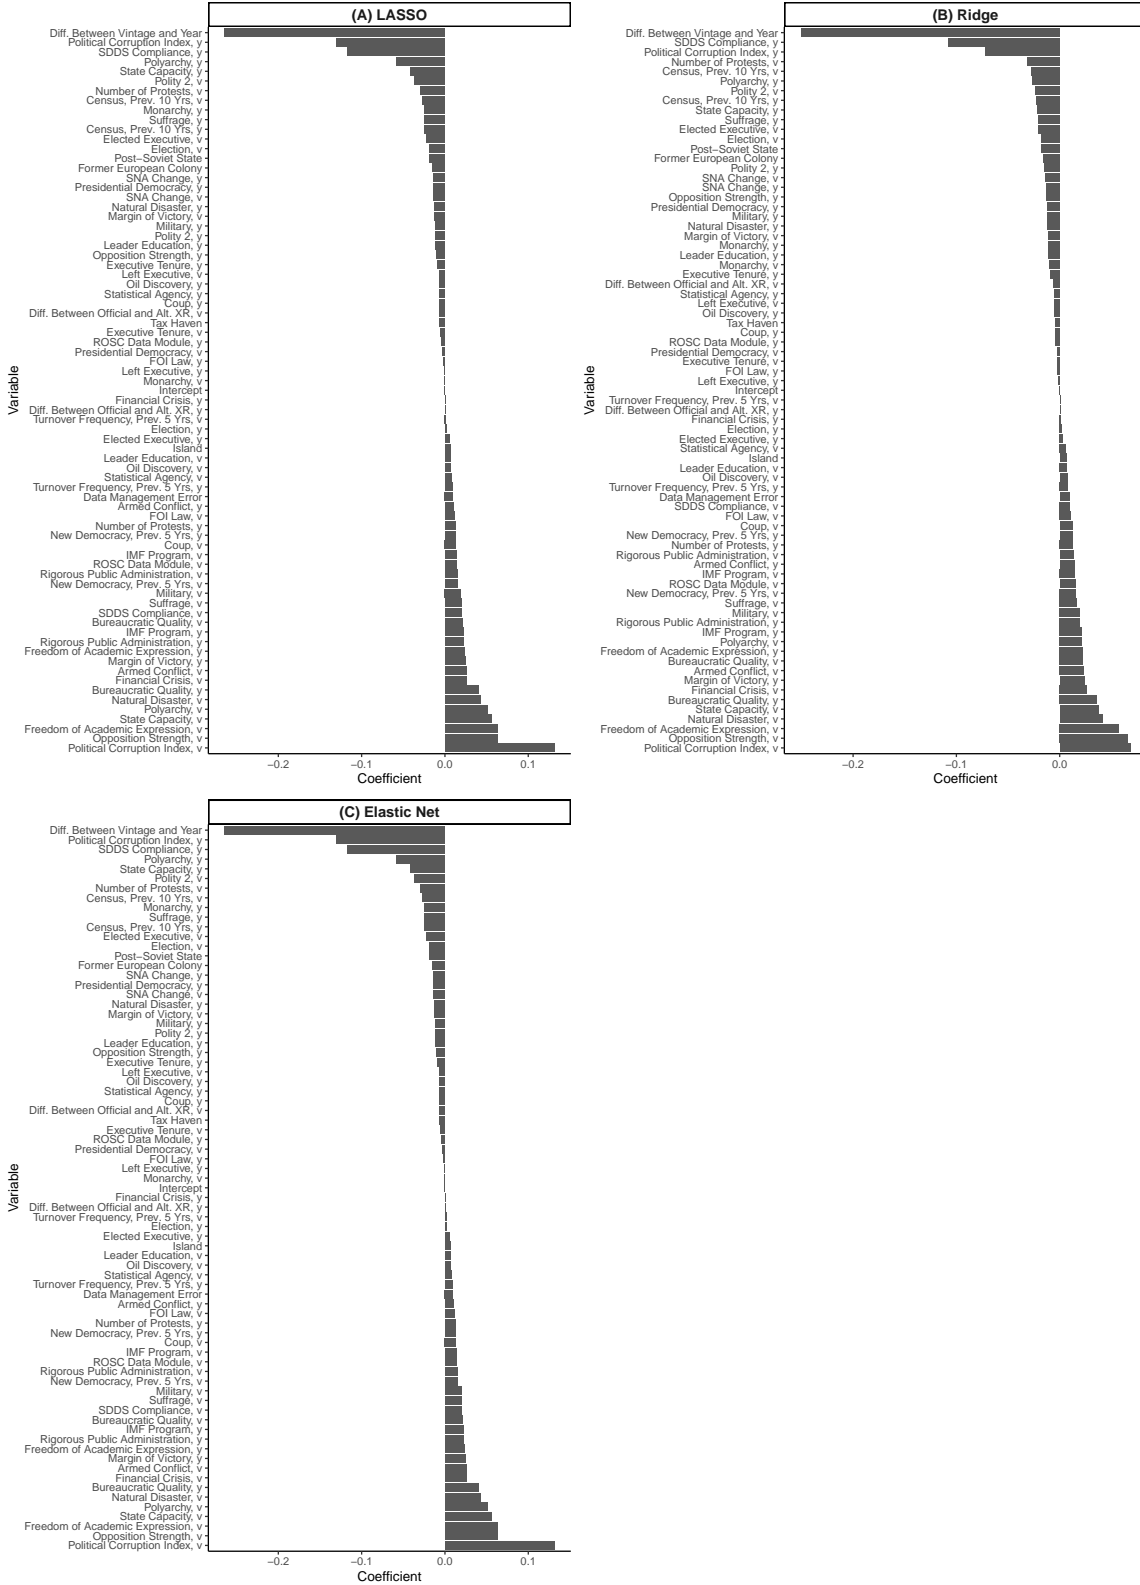 (A) LASSO
Variable
Diff. Between Vintage and Year
Political Corruption Index, y
SDDS Compliance, y
Polyarchy, y
State Capacity, y
Polity 2, v
Number of Protests, v
Census, Prev. 10 Yrs, v
Monarchy, y
Suffrage, y
Census, Prev. 10 Yrs, y
Elected Executive, v
Election, v
Post−Soviet State
Former European Colony
SNA Change, y
Presidential Democracy, y
SNA Change, v
Natural Disaster, y
Margin of Victory, v
Military, y
Polity 2, y
Leader Education, y
Opposition Strength, y
Executive Tenure, y
Left Executive, v
Oil Discovery, y
Statistical Agency, y
Coup, y
Diff. Between Official and Alt. XR, v
Tax Haven
Executive Tenure, v
ROSC Data Module, y
Presidential Democracy, v
FOI Law, y
Left Executive, y
Monarchy, v
Intercept
Financial Crisis, y
Diff. Between Official and Alt. XR, y
Turnover Frequency, Prev. 5 Yrs, v
Election, y
Elected Executive, y
Island
Leader Education, v
Oil Discovery, v
Statistical Agency, v
Turnover Frequency, Prev. 5 Yrs, y
Data Management Error
Armed Conflict, y
FOI Law, v
Number of Protests, y
New Democracy, Prev. 5 Yrs, y
Coup, v
IMF Program, v
ROSC Data Module, v
Rigorous Public Administration, v
New Democracy, Prev. 5 Yrs, v
Military, v
Suffrage, v
SDDS Compliance, v
Bureaucratic Quality, v
IMF Program, y
Rigorous Public Administration, y
Freedom of Academic Expression, y
Margin of Victory, y
Armed Conflict, v
Financial Crisis, v
Bureaucratic Quality, y
Natural Disaster, v
Polyarchy, v
State Capacity, v
Freedom of Academic Expression, v
Opposition Strength, v
Political Corruption Index, v
−0.2 −0.1 0.0 0.1
Coefficient
(B) Ridge
Variable
Diff. Between Vintage and Year
SDDS Compliance, y
Political Corruption Index, y
Number of Protests, v
Census, Prev. 10 Yrs, v
Polyarchy, y
Polity 2, v
Census, Prev. 10 Yrs, y
State Capacity, y
Suffrage, y
Elected Executive, v
Election, v
Post−Soviet State
Former European Colony
Polity 2, y
SNA Change, v
SNA Change, y
Opposition Strength, y
Presidential Democracy, y
Military, y
Natural Disaster, y
Margin of Victory, v
Monarchy, y
Leader Education, y
Monarchy, v
Executive Tenure, y
Diff. Between Official and Alt. XR, v
Statistical Agency, y
Left Executive, v
Oil Discovery, y
Tax Haven
Coup, y
ROSC Data Module, y
Presidential Democracy, v
Executive Tenure, v
FOI Law, y
Left Executive, y
Intercept
Turnover Frequency, Prev. 5 Yrs, v
Diff. Between Official and Alt. XR, y
Financial Crisis, y
Election, y
Elected Executive, y
Statistical Agency, v
Island
Leader Education, v
Oil Discovery, v
Turnover Frequency, Prev. 5 Yrs, y
Data Management Error
SDDS Compliance, v
FOI Law, v
Coup, v
New Democracy, Prev. 5 Yrs, y
Number of Protests, y
Rigorous Public Administration, v
Armed Conflict, y
IMF Program, v
ROSC Data Module, v
New Democracy, Prev. 5 Yrs, v
Suffrage, v
Military, v
Rigorous Public Administration, y
IMF Program, y
Polyarchy, v
Freedom of Academic Expression, y
Bureaucratic Quality, v
Armed Conflict, v
Margin of Victory, y
Financial Crisis, v
Bureaucratic Quality, y
State Capacity, v
Natural Disaster, v
Freedom of Academic Expression, v
Opposition Strength, v
Political Corruption Index, v
−0.2 −0.1 0.0
Coefficient
(C) Elastic Net
Variable
Diff. Between Vintage and Year
Political Corruption Index, y
SDDS Compliance, y
Polyarchy, y
State Capacity, y
Polity 2, v
Number of Protests, v
Census, Prev. 10 Yrs, v
Monarchy, y
Suffrage, y
Census, Prev. 10 Yrs, y
Elected Executive, v
Election, v
Post−Soviet State
Former European Colony
SNA Change, y
Presidential Democracy, y
SNA Change, v
Natural Disaster, y
Margin of Victory, v
Military, y
Polity 2, y
Leader Education, y
Opposition Strength, y
Executive Tenure, y
Left Executive, v
Oil Discovery, y
Statistical Agency, y
Coup, y
Diff. Between Official and Alt. XR, v
Tax Haven
Executive Tenure, v
ROSC Data Module, y
Presidential Democracy, v
FOI Law, y
Left Executive, y
Monarchy, v
Intercept
Financial Crisis, y
Diff. Between Official and Alt. XR, y
Turnover Frequency, Prev. 5 Yrs, v
Election, y
Elected Executive, y
Island
Leader Education, v
Oil Discovery, v
Statistical Agency, v
Turnover Frequency, Prev. 5 Yrs, y
Data Management Error
Armed Conflict, y
FOI Law, v
Number of Protests, y
New Democracy, Prev. 5 Yrs, y
Coup, v
IMF Program, v
ROSC Data Module, v
Rigorous Public Administration, v
New Democracy, Prev. 5 Yrs, v
Military, v
Suffrage, v
SDDS Compliance, v
Bureaucratic Quality, v
IMF Program, y
Rigorous Public Administration, y
Freedom of Academic Expression, y
Margin of Victory, y
Armed Conflict, v
Financial Crisis, v
Bureaucratic Quality, y
Natural Disaster, v
Polyarchy, v
State Capacity, v
Freedom of Academic Expression, v
Opposition Strength, v
Political Corruption Index, v
−0.2 −0.1 0.0 0.1
Coefficient